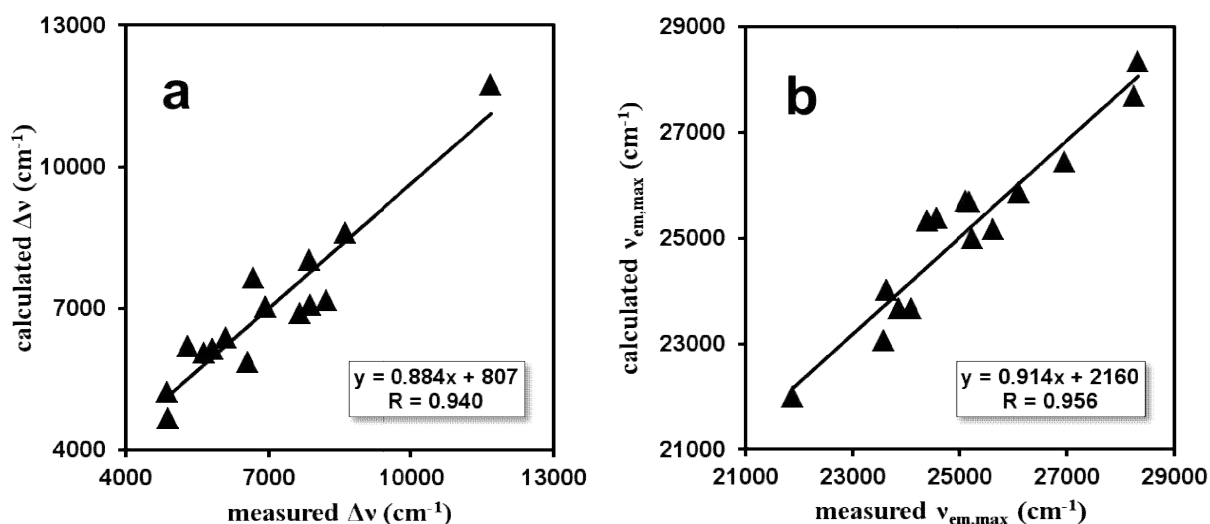 a
calculated Δν (cm⁻¹)
13000
10000
7000
4000
y = 0.884x + 807
R = 0.940
4000 7000 10000 13000
measured Δν (cm⁻¹)
b
calculated νem,max (cm⁻¹)
29000
27000
25000
23000
21000
y = 0.914x + 2160
R = 0.956
21000 23000 25000 27000 29000
measured νem,max (cm⁻¹)